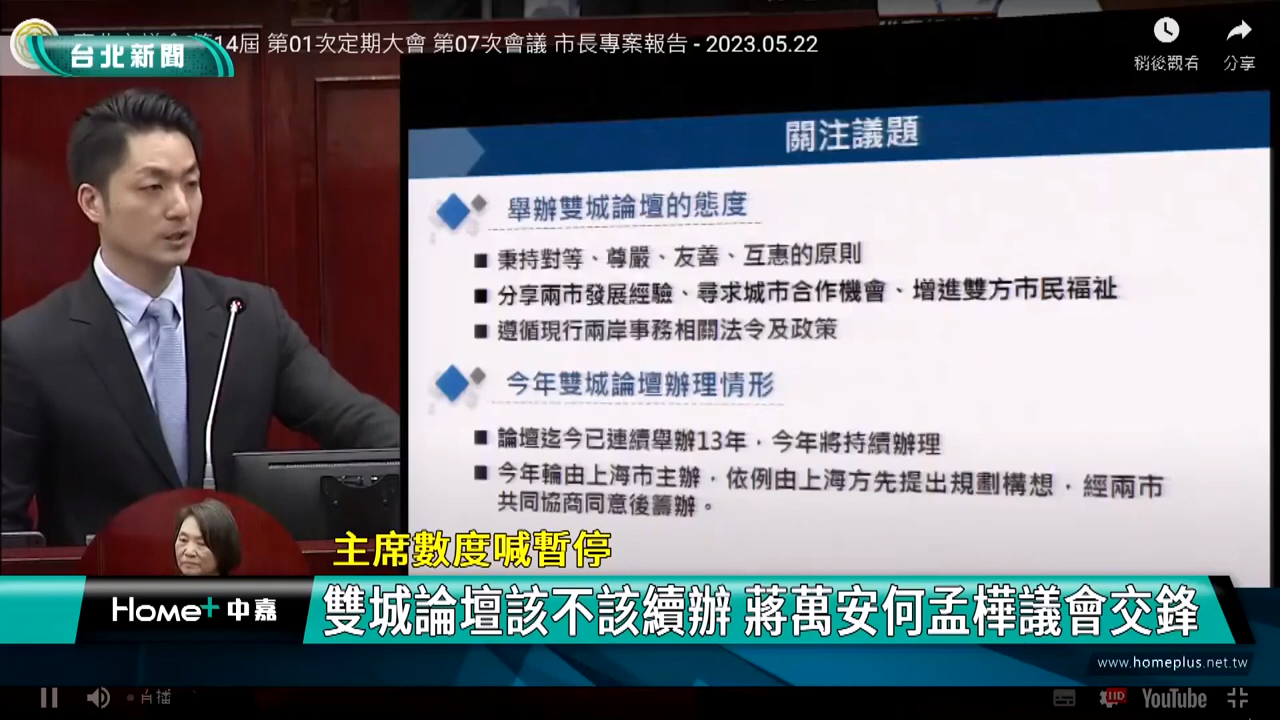 第14屆 第01次定期大會 第07次會議 市長專案報告 - 2023.05.22
台北新聞
稍後觀看
分享
關注議題
舉辦雙城論壇的態度
■ 秉持對等、尊嚴、友善、互惠的原則
■ 分享兩市發展經驗、尋求城市合作機會、增進雙方市民福祉
■ 遵循現行兩岸事務相關法令及政策
今年雙城論壇辦理情形
■ 論壇迄今已連續舉辦13年，今年將持續辦理
■ 今年輪由上海市主辦，依例由上海方先提出規劃構想，經兩市
共同協商同意後籌辦。
主席數度喊暫停
Home+ 中嘉
雙城論壇該不該續辦 蔣萬安何孟樺議會交鋒
www.homeplus.net.tw
直播
HD
YouTube